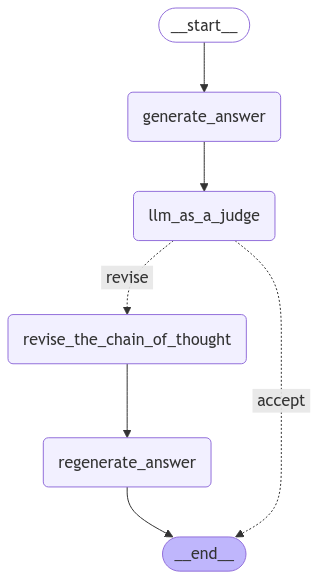 __start__
generate_answer
llm_as_a_judge
revise
revise_the_chain_of_thought
accept
regenerate_answer
__end__